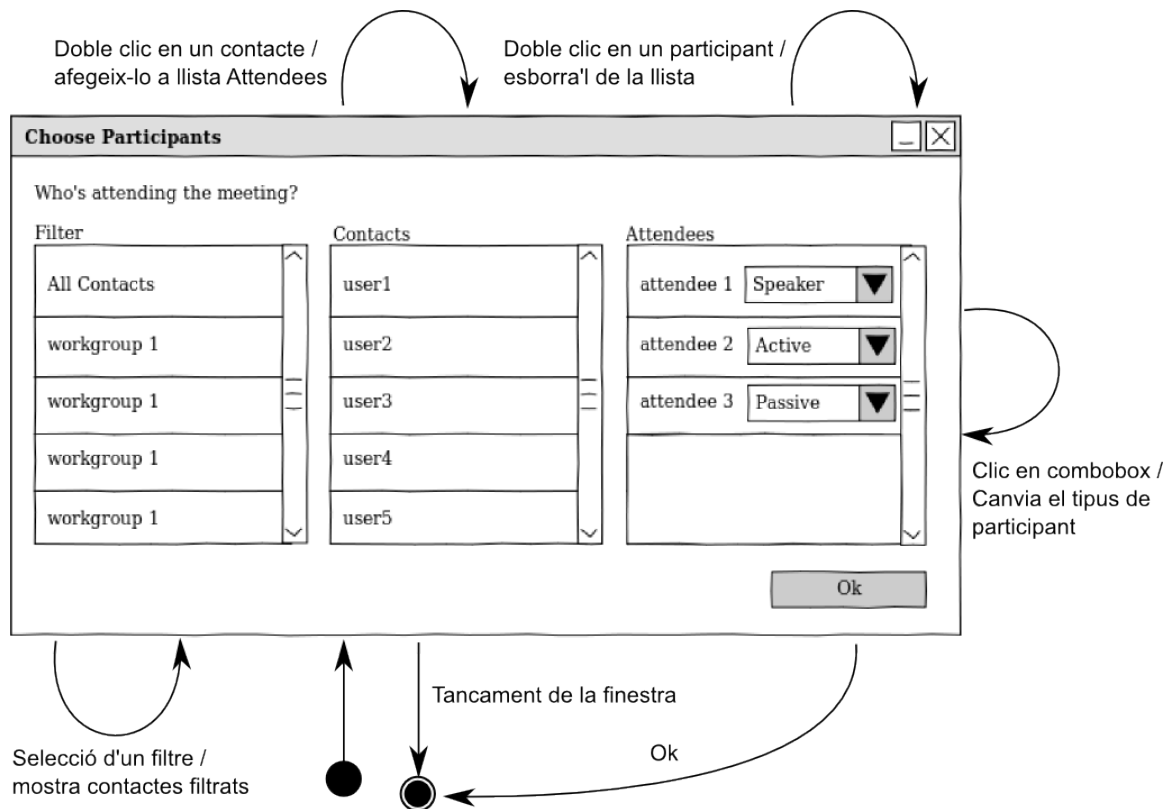 Doble clic en un contacte /
afegeix-lo a llista Attendees
Doble clic en un participant /
esborra'l de la llista
Choose Participants
Who's attending the meeting?
Filter
All Contacts
workgroup 1
workgroup 1
workgroup 1
workgroup 1
Contacts
user1
user2
user3
user4
user5
Attendees
attendee 1 Speaker
attendee 2 Active
attendee 3 Passive
Ok
Clic en combobox /
Canvia el tipus de
participant
Selecció d'un filtre /
mostra contactes filtrats
Tancament de la finestra
Ok